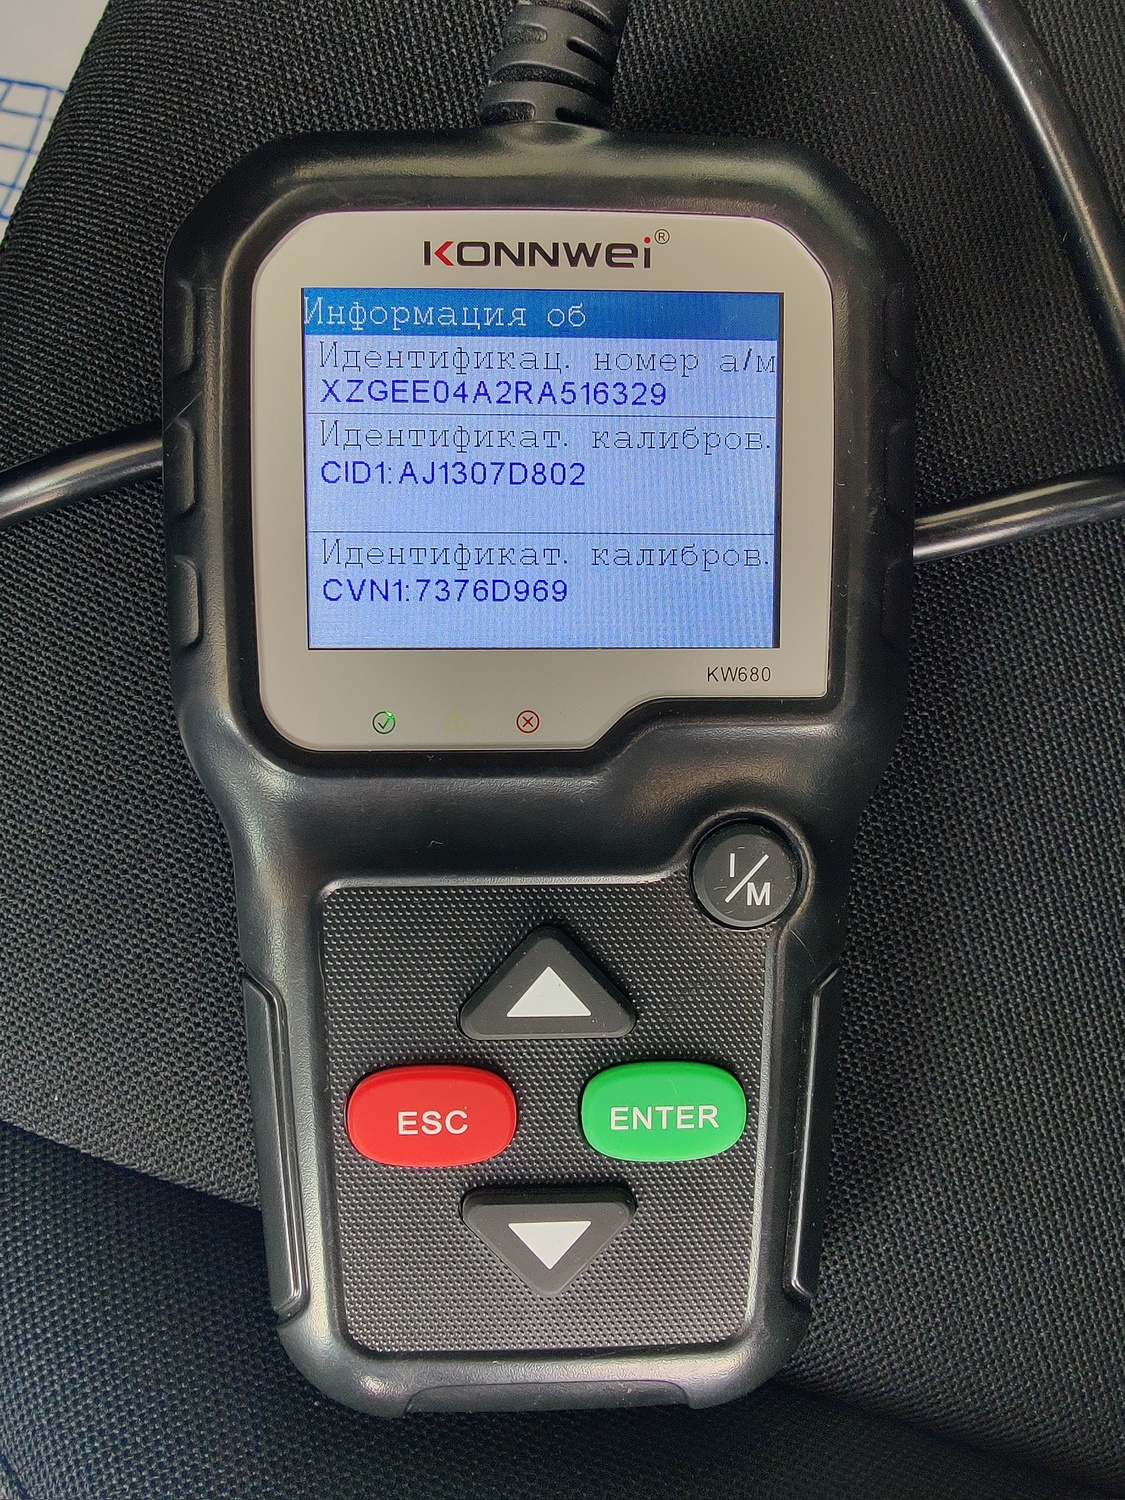 KONNWEI®
Информация об
Идентификац. номер а/м
XZGEE04A2RA516329
Идентификат. калибров.
CID1:AJ1307D802
Идентификат. калибров.
CVN1:7376D969
KW680
I/M
ESC
ENTER